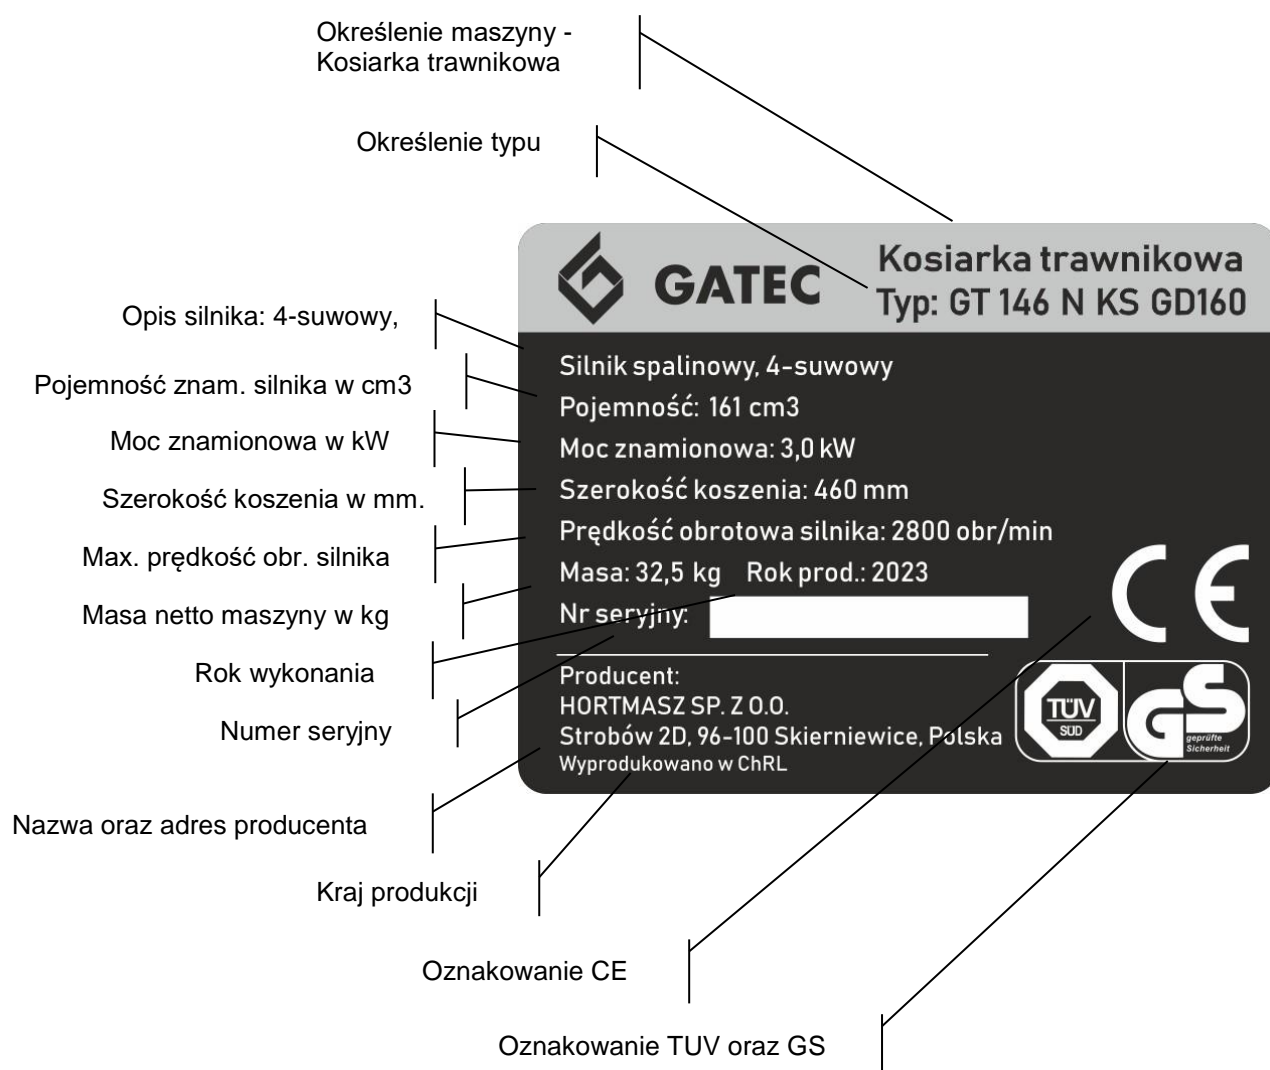 Określenie maszyny -
Kosiarka trawnikowa
Określenie typu
GATEC
Kosiarka trawnikowa
Typ: GT 146 N KS GD160
Opis silnika: 4-suwowy,
Silnik spalinowy, 4-suwowy
Pojemność znam. silnika w cm3
Pojemność: 161 cm3
Moc znamionowa w kW
Moc znamionowa: 3,0 kW
Szerokość koszenia w mm.
Szerokość koszenia: 460 mm
Max. prędkość obr. silnika
Prędkość obrotowa silnika: 2800 obr/min
Masa netto maszyny w kg
Masa: 32,5 kg Rok prod.: 2023
Rok wykonania
Nr seryjny:
Numer seryjny
CE
Producent:
HORTMASZ SP. Z O.O.
Strobów 2D, 96-100 Skierniewice, Polska
Wyprodukowano w ChRL
TÜV
SÜD
GS
geprüfte
Sicherheit
Nazwa oraz adres producenta
Kraj produkcji
Oznakowanie CE
Oznakowanie TUV oraz GS